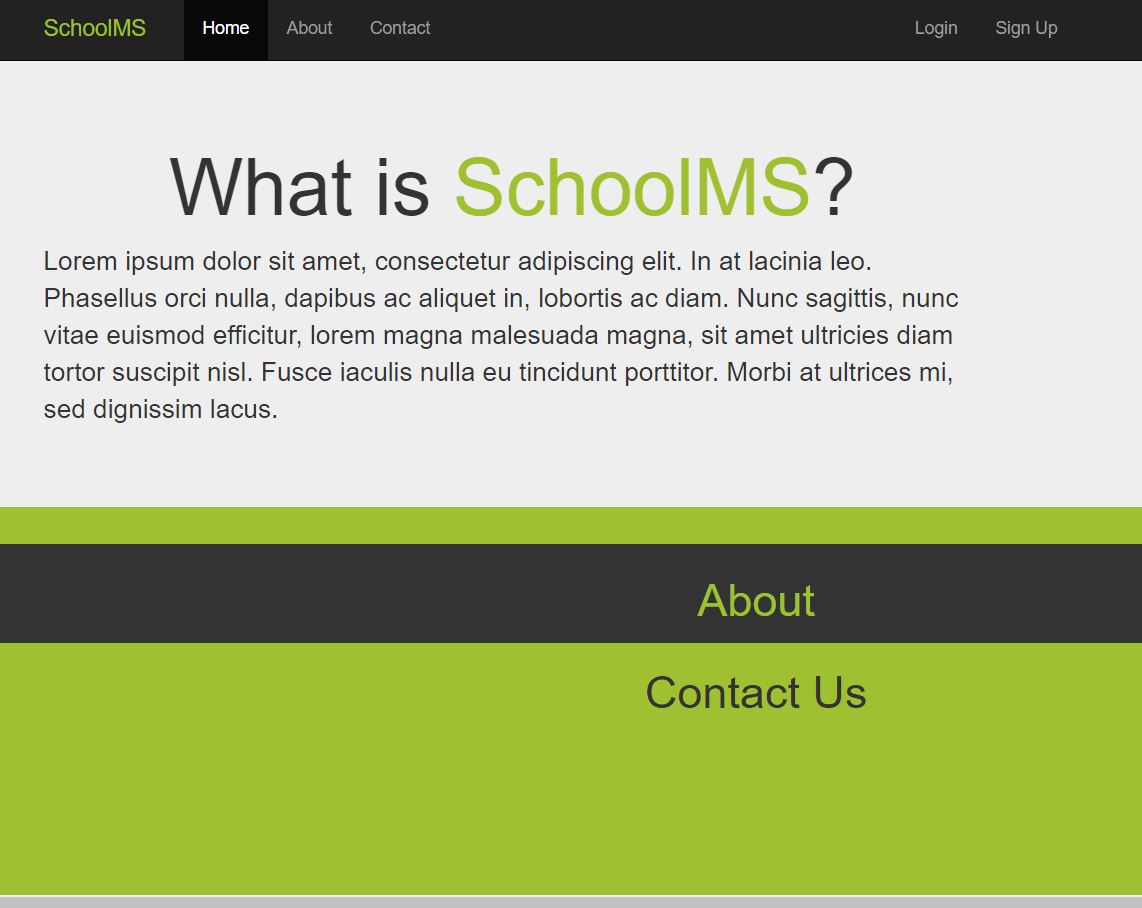 SchoolMS Home About Contact Login Sign Up
What is SchoolMS?
Lorem ipsum dolor sit amet, consectetur adipiscing elit. In at lacinia leo.
Phasellus orci nulla, dapibus ac aliquet in, lobortis ac diam. Nunc sagittis, nunc
vitae euismod efficitur, lorem magna malesuada magna, sit amet ultricies diam
tortor suscipit nisl. Fusce iaculis nulla eu tincidunt porttitor. Morbi at ultrices mi,
sed dignissim lacus.
About
Contact Us